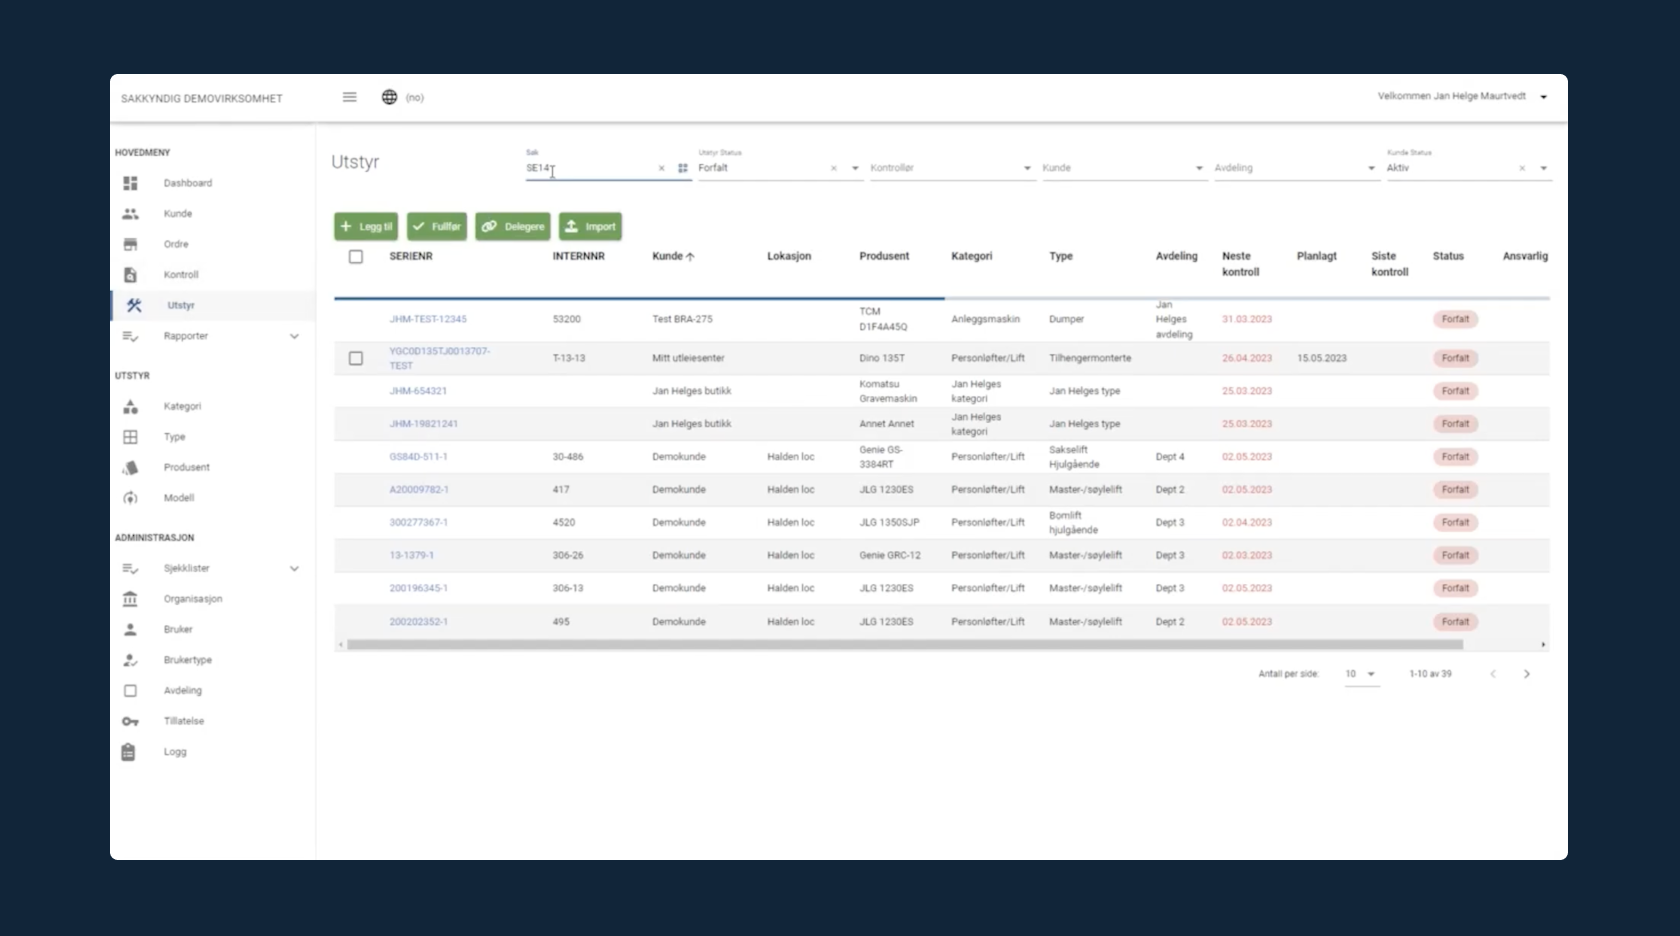 SAKKYNDIG DEMOVIRKSOMHET
(no)
Velkommen Jan Helge Maurtvedt
HOVEDMENY
Dashboard
Kunde
Ordre
Kontroll
Utstyr
Rapporter
UTSTYR
Kategori
Type
Produsent
Modell
ADMINISTRASJON
Sjekklister
Organisasjon
Bruker
Brukertype
Avdeling
Tillatelse
Logg
Utstyr
Søk
SE14
Utstyr Status
Forfalt
Kontrollør
Kunde
Avdeling
Kunde Status
Aktiv
Legg til
Fullfør
Delegere
Import
SERIENR INTERNNR Kunde Lokasjon Produsent Kategori Type Avdeling Neste kontroll Planlagt Siste kontroll Status Ansvarlig
JHM-TEST-12345 53200 Test BRA-275 TCM D1F4A45Q Anleggsmaskin Dumper Jan Helges avdeling 31.03.2023 Forfalt
YGC0D135TJ0013707-TEST T-13-13 Mitt utleiesenter Dino 135T Personløfter/Lift Tilhengermonterte 26.04.2023 15.05.2023 Forfalt
JHM-654321 Jan Helges butikk Komatsu Gravemaskin Jan Helges kategori Jan Helges type 25.03.2023 Forfalt
JHM-19821241 Jan Helges butikk Annet Annet Jan Helges kategori Jan Helges type 25.03.2023 Forfalt
GS84D-511-1 30-486 Demokunde Halden loc Genie GS-3384RT Personløfter/Lift Sakselift Hjulgående Dept 4 02.05.2023 Forfalt
A20009782-1 417 Demokunde Halden loc JLG 1230ES Personløfter/Lift Master-/søylelift Dept 2 02.05.2023 Forfalt
300277367-1 4520 Demokunde Halden loc JLG 1350SJP Personløfter/Lift Bomlift hjulgående Dept 3 02.04.2023 Forfalt
13-1379-1 306-26 Demokunde Halden loc Genie GRC-12 Personløfter/Lift Master-/søylelift Dept 3 02.03.2023 Forfalt
200196345-1 306-13 Demokunde Halden loc JLG 1230ES Personløfter/Lift Master-/søylelift Dept 3 02.05.2023 Forfalt
200202352-1 495 Demokunde Halden loc JLG 1230ES Personløfter/Lift Master-/søylelift Dept 2 02.05.2023 Forfalt
Antall per side: 10 1-10 av 39